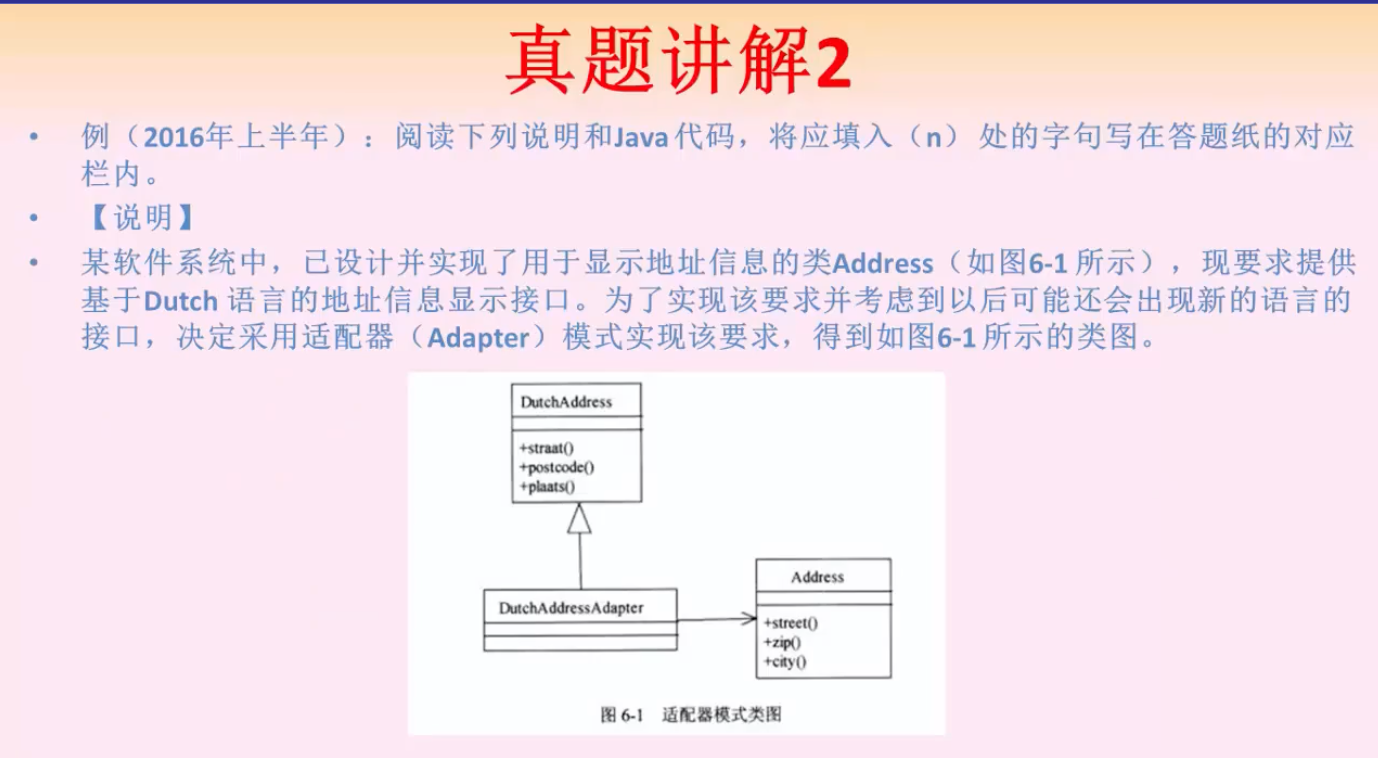 真题讲解2
• 例（2016年上半年）：阅读下列说明和Java 代码，将应填入（n）处的字句写在答题纸的对应
栏内。
• 【说明】
• 某软件系统中，已设计并实现了用于显示地址信息的类Address（如图6-1 所示），现要求提供
基于Dutch 语言的地址信息显示接口。为了实现该要求并考虑到以后可能还会出现新的语言的
接口，决定采用适配器（Adapter）模式实现该要求，得到如图6-1 所示的类图。
DutchAddress
+straat()
+postcode()
+plaats()
DutchAddressAdapter
Address
+street()
+zip()
+city()
图 6-1 适配器模式类图